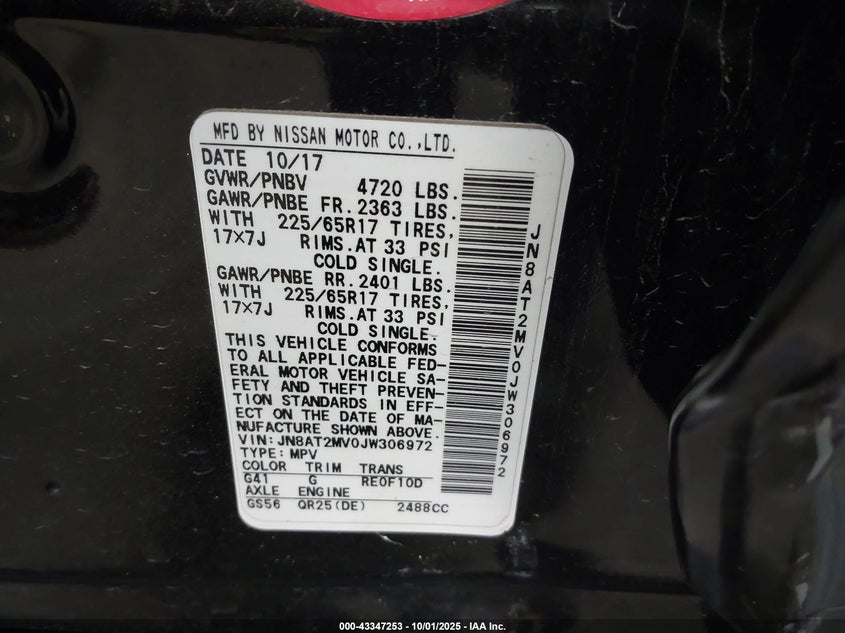 MFD BY NISSAN MOTOR CO.,LTD.
DATE 10/17
GVWR/PNBV 4720 LBS.
GAWR/PNBE FR.2363 LBS.
WITH 225/65R17 TIRES,
17×7J RIMS.AT 33 PSI
COLD SINGLE.
GAWR/PNBE RR.2401 LBS.
WITH 225/65R17 TIRES,
17×7J RIMS.AT 33 PSI
COLD SINGLE.
THIS VEHICLE CONFORMS
TO ALL APPLICABLE FED-
ERAL MOTOR VEHICLE SA-
FETY AND THEFT PREVEN-
TION STANDARDS IN EFF-
ECT ON THE DATE OF MA-
NUFACTURE SHOWN ABOVE.
VIN:JN8AT2MV0JW306972
TYPE:MPV
COLOR TRIM TRANS
G41 G RE0F10D
AXLE ENGINE
GS56 QR25(DE) 2488CC
JN8AT2MV0JW306972
000-43347253 - 10/01/2025 - IAA Inc.